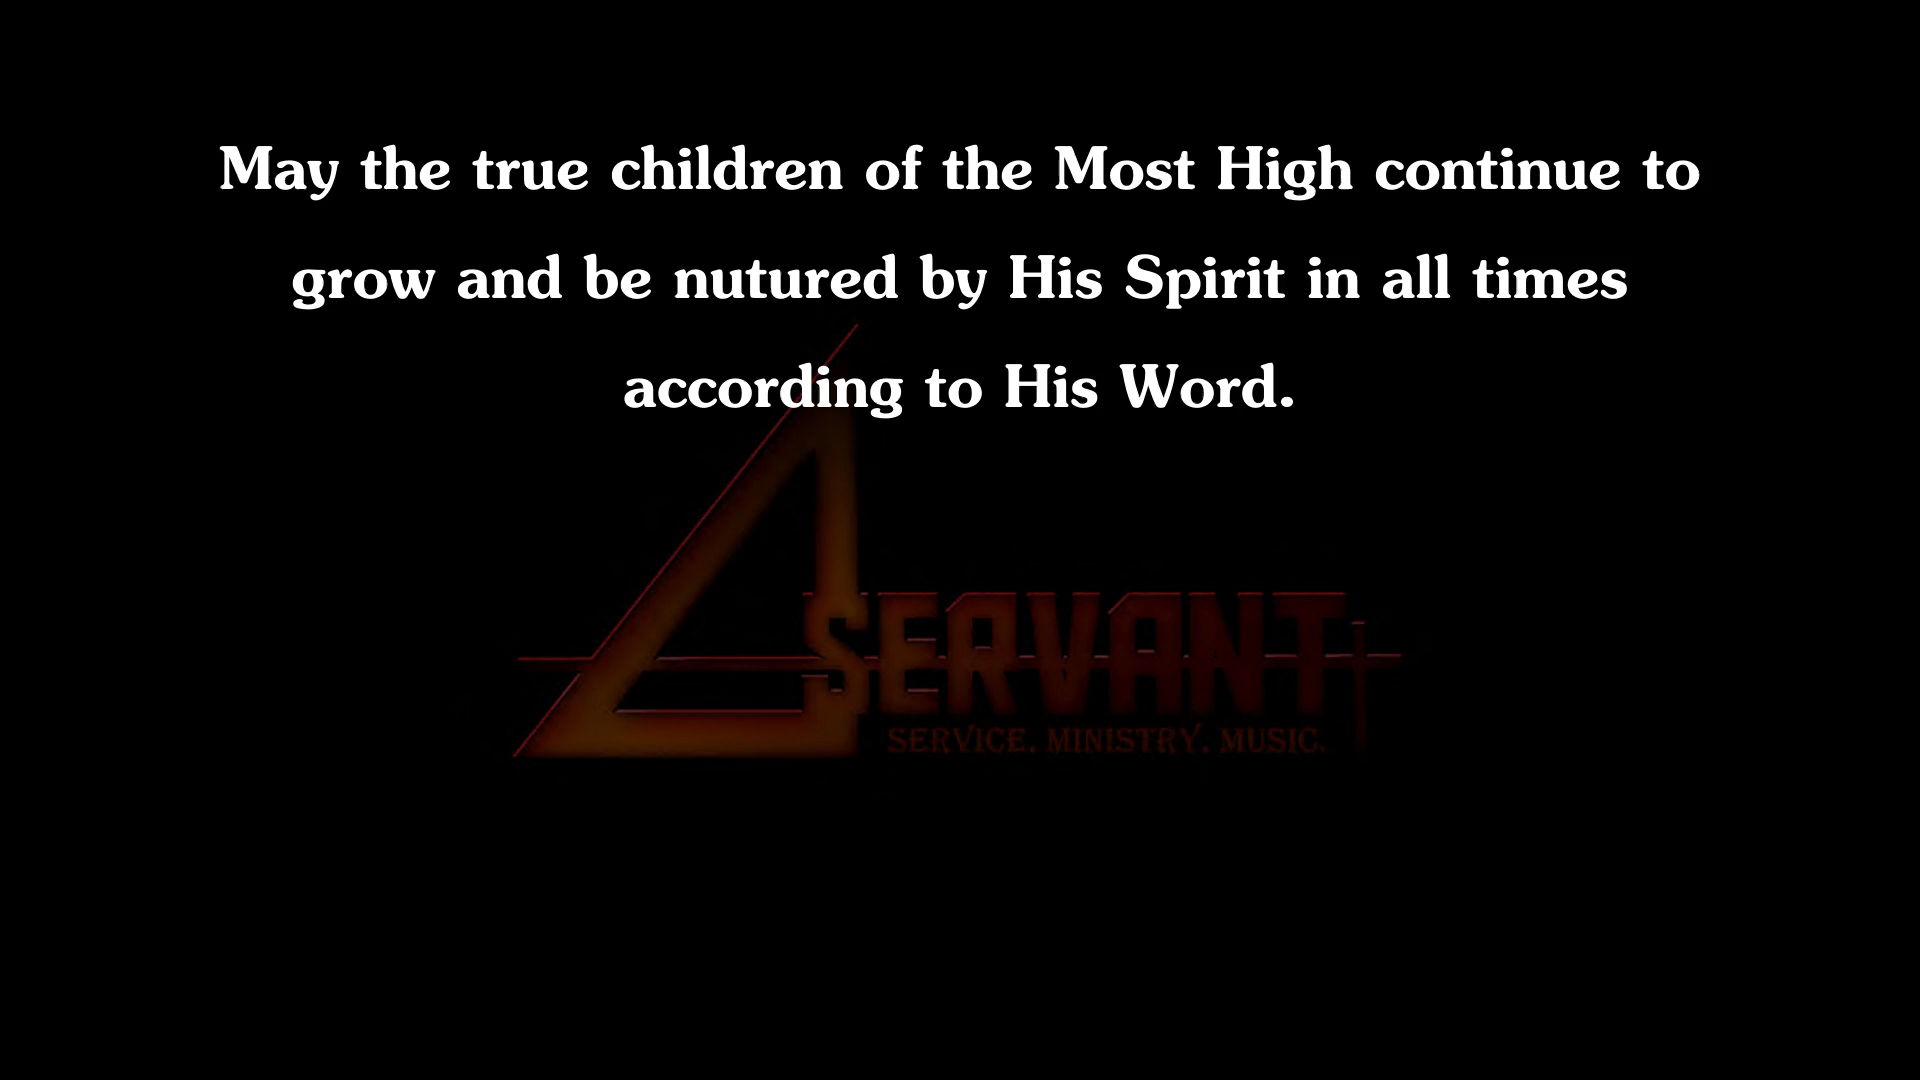 May the true children of the Most High continue to
grow and be nutured by His Spirit in all times
according to His Word.
SERVANT
SERVICE. MINISTRY. MUSIC.